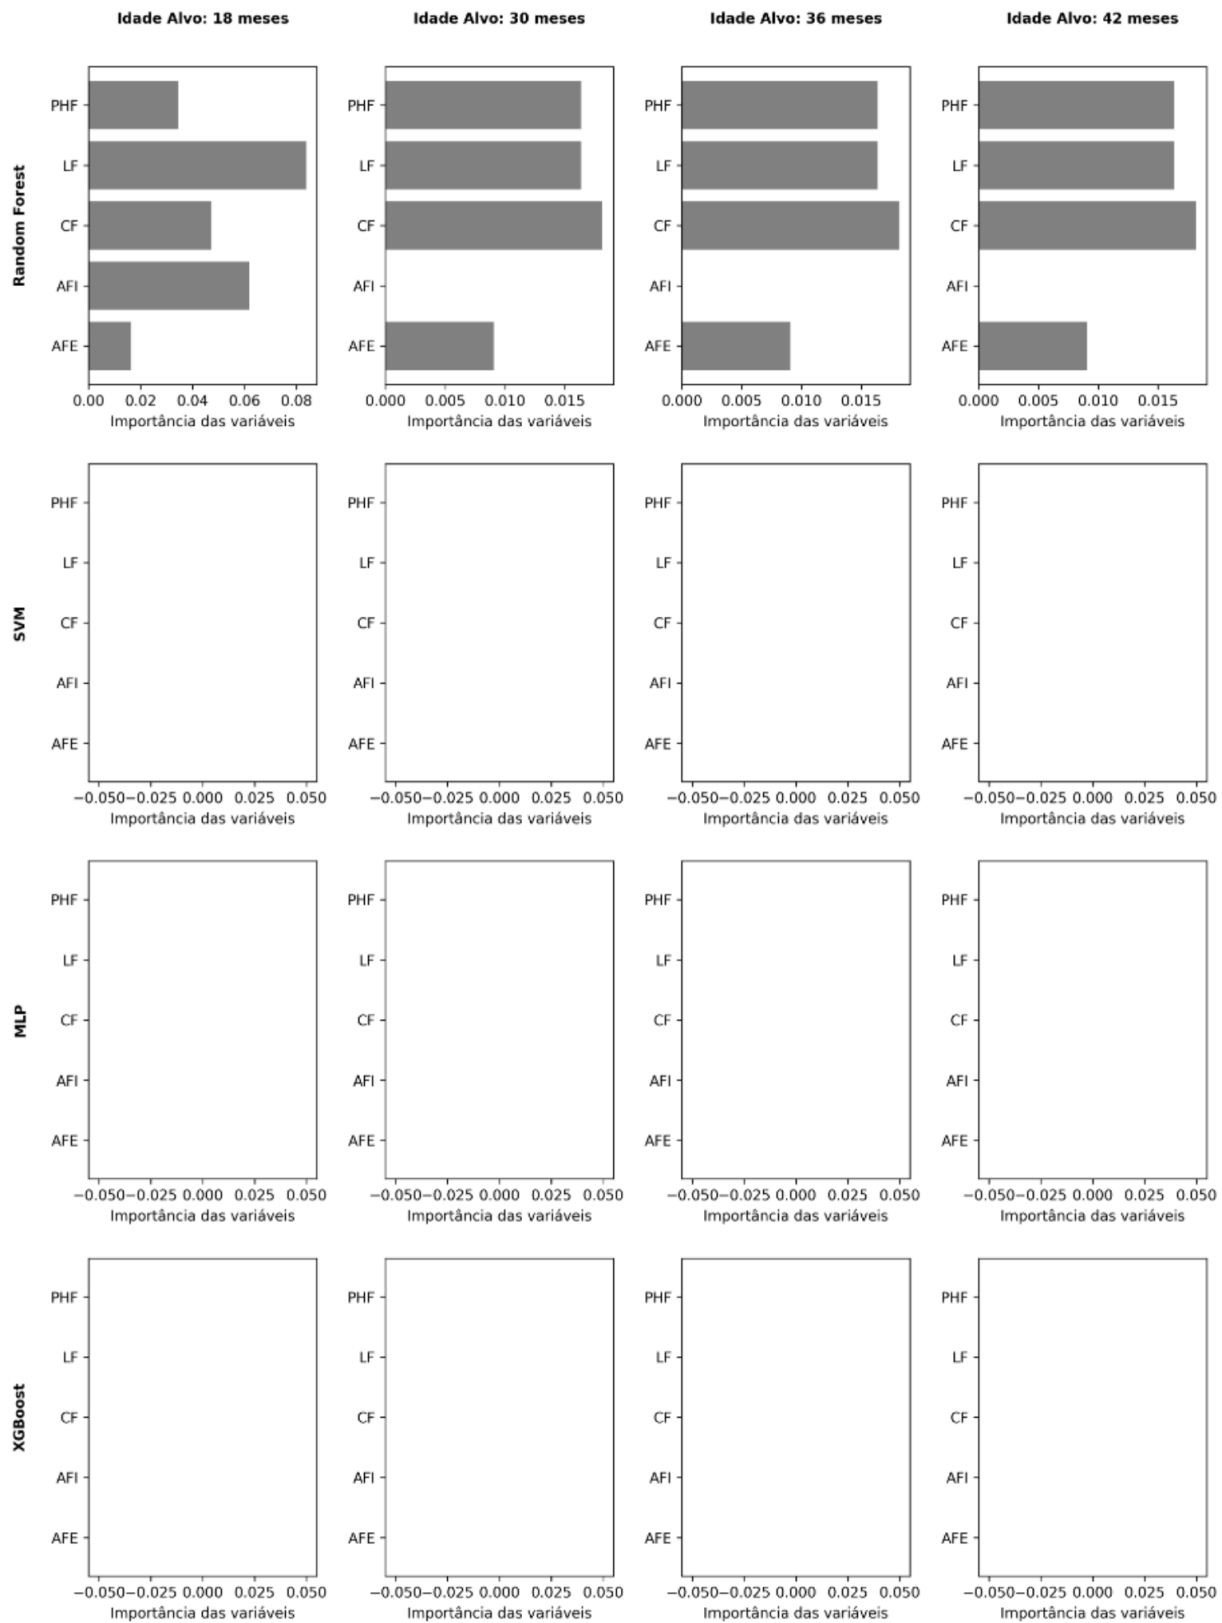 Idade Alvo: 18 meses Idade Alvo: 30 meses Idade Alvo: 36 meses Idade Alvo: 42 meses
Random Forest
PHF PHF PHF PHF
LF LF LF LF
CF CF CF CF
AFI AFI AFI AFI
AFE AFE AFE AFE
0.00 0.02 0.04 0.06 0.08 0.000 0.005 0.010 0.015 0.000 0.005 0.010 0.015 0.000 0.005 0.010 0.015
Importância das variáveis Importância das variáveis Importância das variáveis Importância das variáveis
SVM
PHF PHF PHF PHF
LF LF LF LF
CF CF CF CF
AFI AFI AFI AFI
AFE AFE AFE AFE
−0.050 −0.025 0.000 0.025 0.050 −0.050 −0.025 0.000 0.025 0.050 −0.050 −0.025 0.000 0.025 0.050 −0.050 −0.025 0.000 0.025 0.050
Importância das variáveis Importância das variáveis Importância das variáveis Importância das variáveis
MLP
PHF PHF PHF PHF
LF LF LF LF
CF CF CF CF
AFI AFI AFI AFI
AFE AFE AFE AFE
−0.050 −0.025 0.000 0.025 0.050 −0.050 −0.025 0.000 0.025 0.050 −0.050 −0.025 0.000 0.025 0.050 −0.050 −0.025 0.000 0.025 0.050
Importância das variáveis Importância das variáveis Importância das variáveis Importância das variáveis
XGBoost
PHF PHF PHF PHF
LF LF LF LF
CF CF CF CF
AFI AFI AFI AFI
AFE AFE AFE AFE
−0.050 −0.025 0.000 0.025 0.050 −0.050 −0.025 0.000 0.025 0.050 −0.050 −0.025 0.000 0.025 0.050 −0.050 −0.025 0.000 0.025 0.050
Importância das variáveis Importância das variáveis Importância das variáveis Importância das variáveis